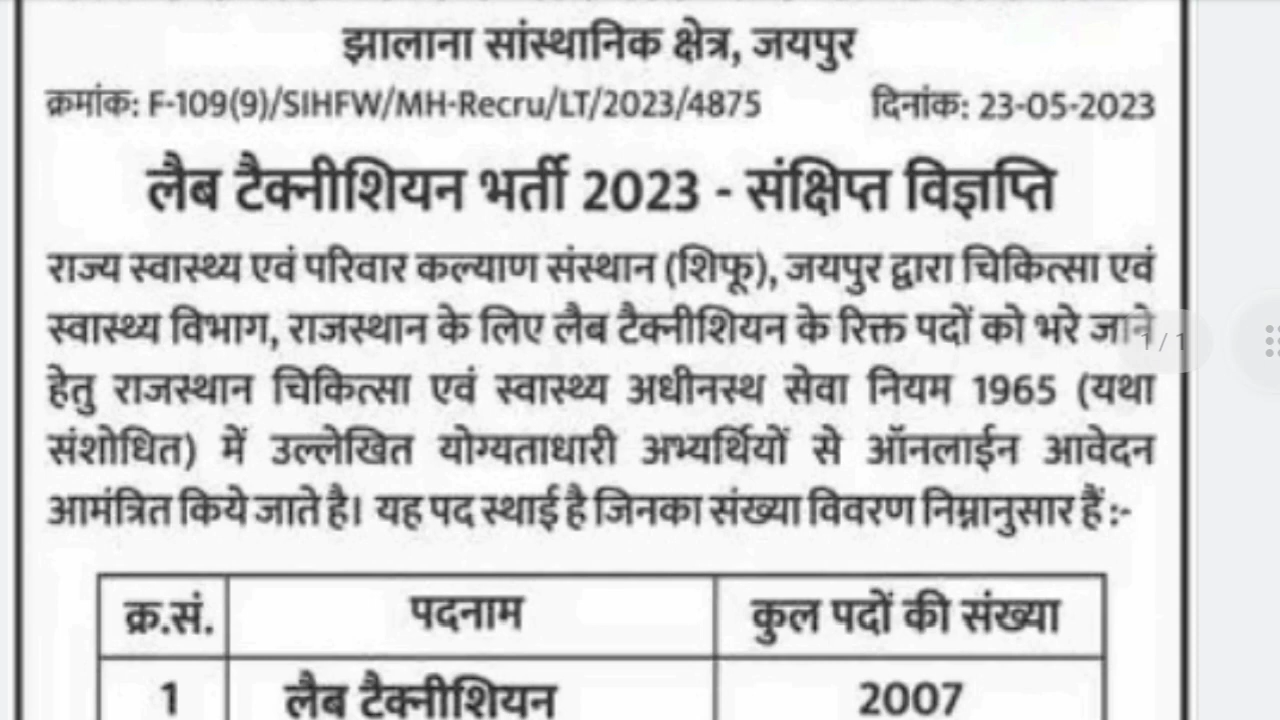 झालाना सांस्थानिक क्षेत्र, जयपुर
क्रमांक: F-109(9)/SIHFW/MH-Recru/LT/2023/4875 दिनांक: 23-05-2023
लैब टैक्नीशियन भर्ती 2023 - संक्षिप्त विज्ञप्ति
राज्य स्वास्थ्य एवं परिवार कल्याण संस्थान (शिफू), जयपुर द्वारा चिकित्सा एवं
स्वास्थ्य विभाग, राजस्थान के लिए लैब टैक्नीशियन के रिक्त पदों को भरे जाने
1 / 1
हेतु राजस्थान चिकित्सा एवं स्वास्थ्य अधीनस्थ सेवा नियम 1965 (यथा
संशोधित) में उल्लेखित योग्यताधारी अभ्यर्थियों से ऑनलाईन आवेदन
आमंत्रित किये जाते है। यह पद स्थाई है जिनका संख्या विवरण निम्नानुसार हैं :-
क्र.सं. पदनाम कुल पदों की संख्या
1 लैब टैक्नीशियन 2007